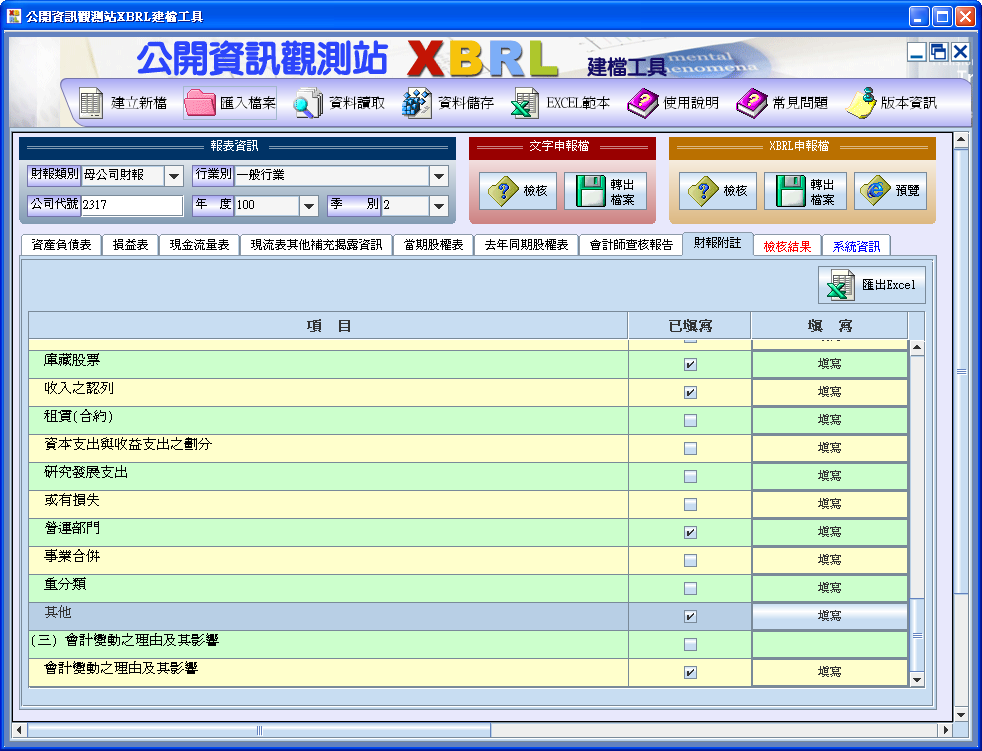 公開資訊觀測站XBRL建檔工具
公開資訊觀測站 XBRL 建檔工具 mental
enomena
建立新檔 匯入檔案 資料讀取 資料儲存 EXCEL範本 使用說明 常見問題 版本資訊
報表資訊 文字申報檔 XBRL申報檔
財報類別 母公司財報 行業別 一般行業
公司代號 2317 年 度 100 季 別 2
檢核 轉出檔案 檢核 轉出檔案 預覽
資產負債表 損益表 現金流量表 現流表其他補充揭露資訊 當期股權表 去年同期股權表 會計師查核報告 財報附註 檢核結果 系統資訊
匯出Excel
項 目 已填寫 填 寫
庫藏股票 填寫
收入之認列 填寫
租賃(合約) 填寫
資本支出與收益支出之劃分 填寫
研究發展支出 填寫
或有損失 填寫
營運部門 填寫
事業合併 填寫
重分類 填寫
其他 填寫
(三) 會計變動之理由及其影響
會計變動之理由及其影響 填寫